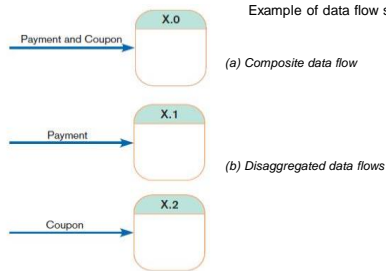 Example of data flow s
X.0
Payment and Coupon
(a) Composite data flow
X.1
Payment
(b) Disaggregated data flows
X.2
Coupon